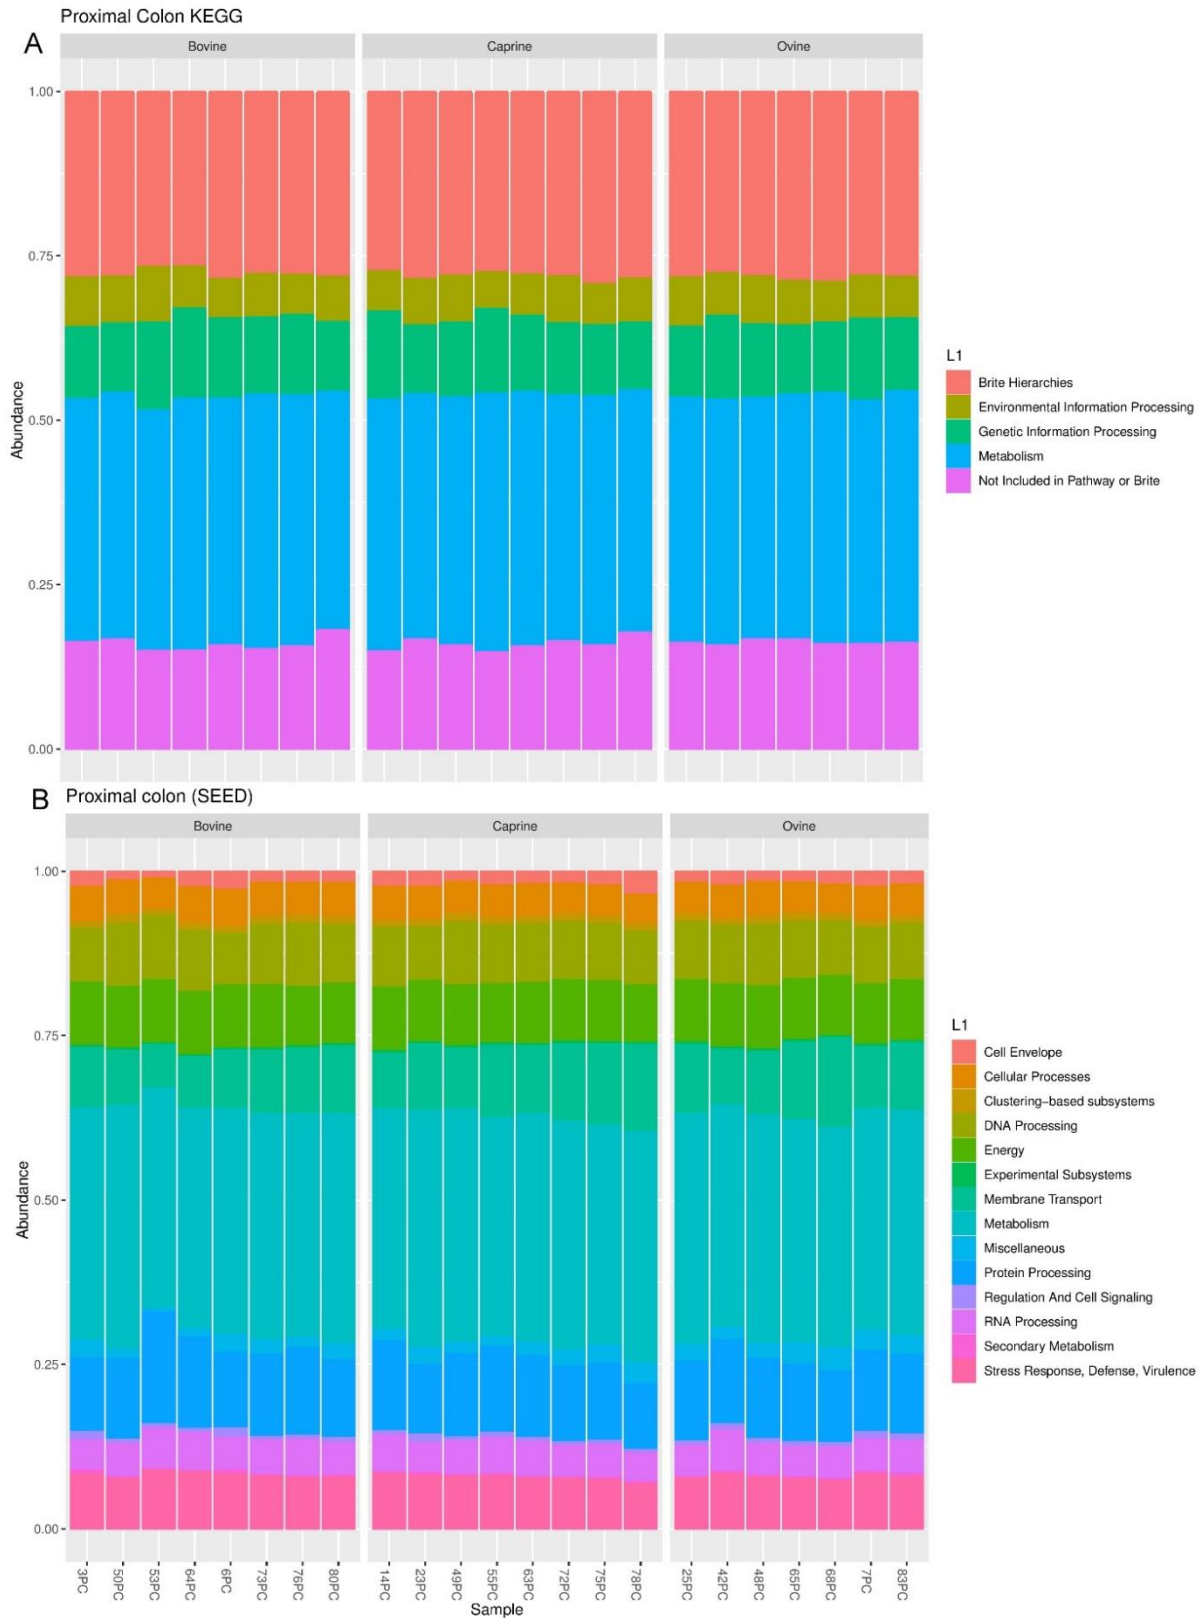 Proximal Colon KEGG
A
Bovine
Caprine
Ovine
1.00
0.75
0.50
0.25
0.00
Abundance
L1
Brite Hierarchies
Environmental Information Processing
Genetic Information Processing
Metabolism
Not Included in Pathway or Brite
B
Proximal colon (SEED)
Bovine
Caprine
Ovine
1.00
0.75
0.50
0.25
0.00
Abundance
L1
Cell Envelope
Cellular Processes
Clustering-based subsystems
DNA Processing
Energy
Experimental Subsystems
Membrane Transport
Metabolism
Miscellaneous
Protein Processing
Regulation And Cell Signaling
RNA Processing
Secondary Metabolism
Stress Response, Defense, Virulence
3PC
50PC
53PC
64PC
6PC
73PC
76PC
80PC
14PC
23PC
49PC
55PC
63PC
72PC
75PC
78PC
25PC
42PC
48PC
65PC
68PC
7PC
83PC
Sample